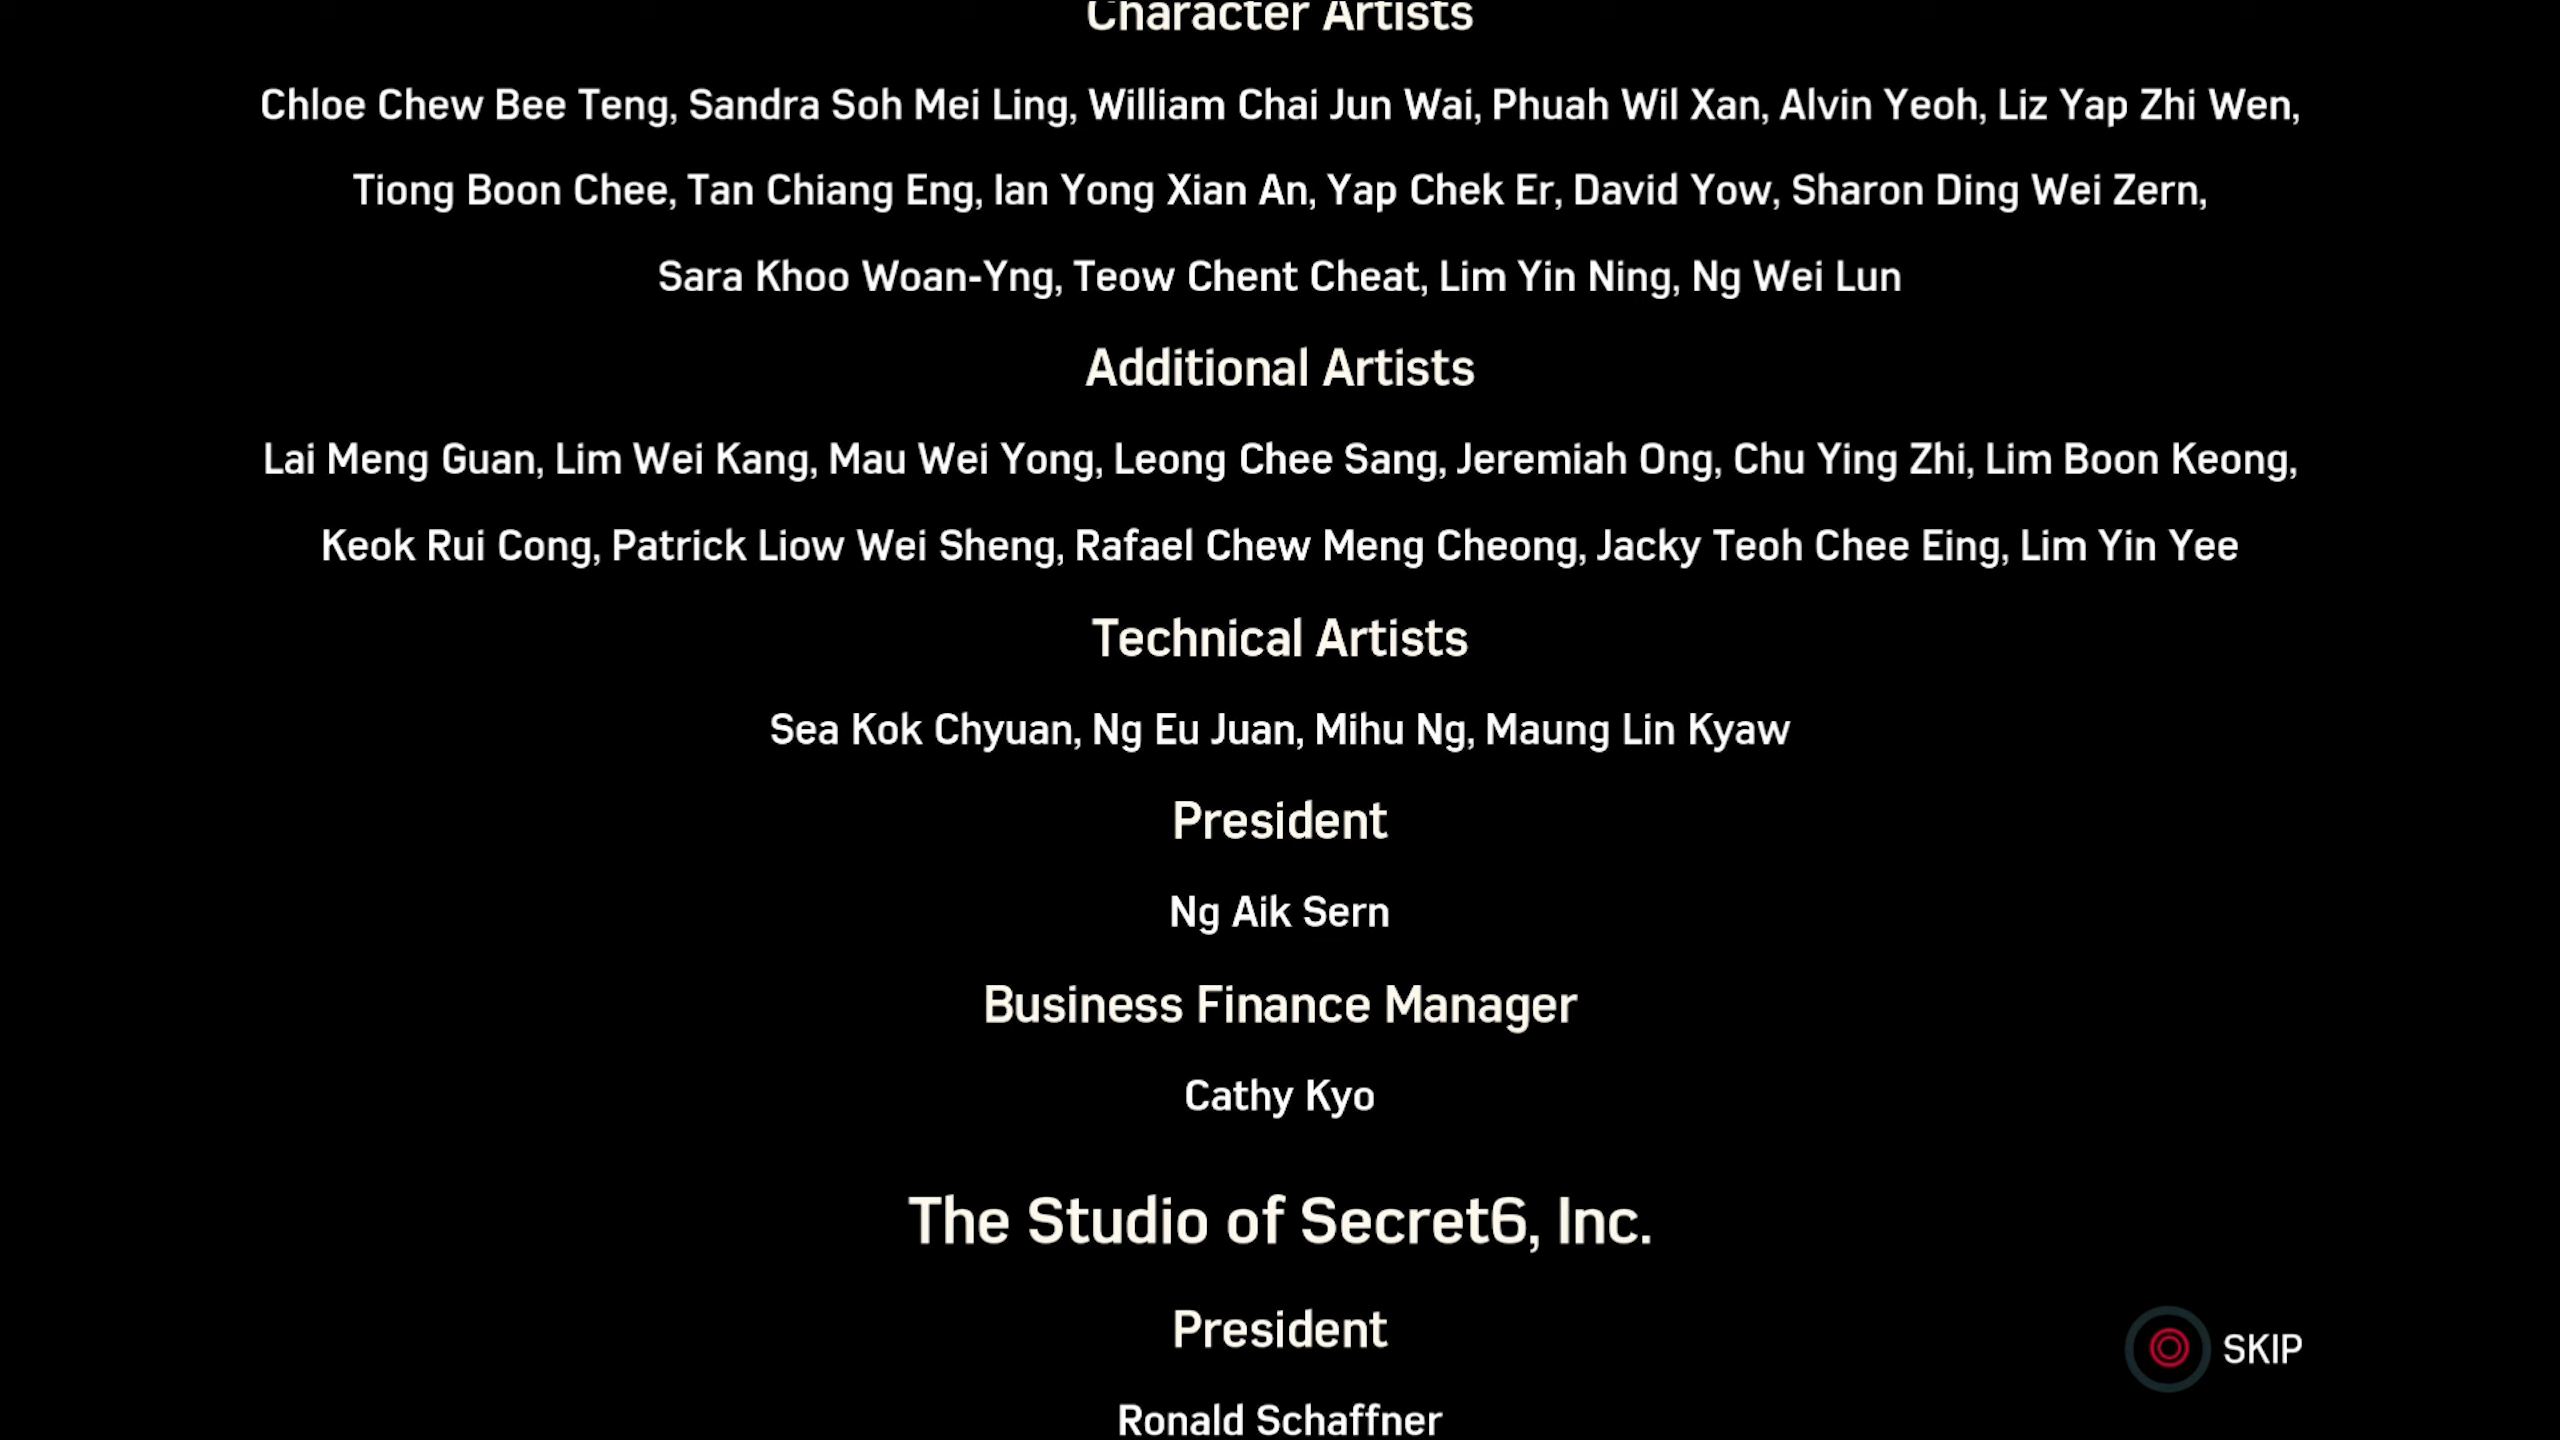 Character Artists
Chloe Chew Bee Teng, Sandra Soh Mei Ling, William Chai Jun Wai, Phuah Wil Xan, Alvin Yeoh, Liz Yap Zhi Wen,
Tiong Boon Chee, Tan Chiang Eng, Ian Yong Xian An, Yap Chek Er, David Yow, Sharon Ding Wei Zern,
Sara Khoo Woan-Yng, Teow Chent Cheat, Lim Yin Ning, Ng Wei Lun
Additional Artists
Lai Meng Guan, Lim Wei Kang, Mau Wei Yong, Leong Chee Sang, Jeremiah Ong, Chu Ying Zhi, Lim Boon Keong,
Keok Rui Cong, Patrick Liow Wei Sheng, Rafael Chew Meng Cheong, Jacky Teoh Chee Eing, Lim Yin Yee
Technical Artists
Sea Kok Chyuan, Ng Eu Juan, Mihu Ng, Maung Lin Kyaw
President
Ng Aik Sern
Business Finance Manager
Cathy Kyo
The Studio of Secret6, Inc.
President
SKIP
Ronald Schaffner